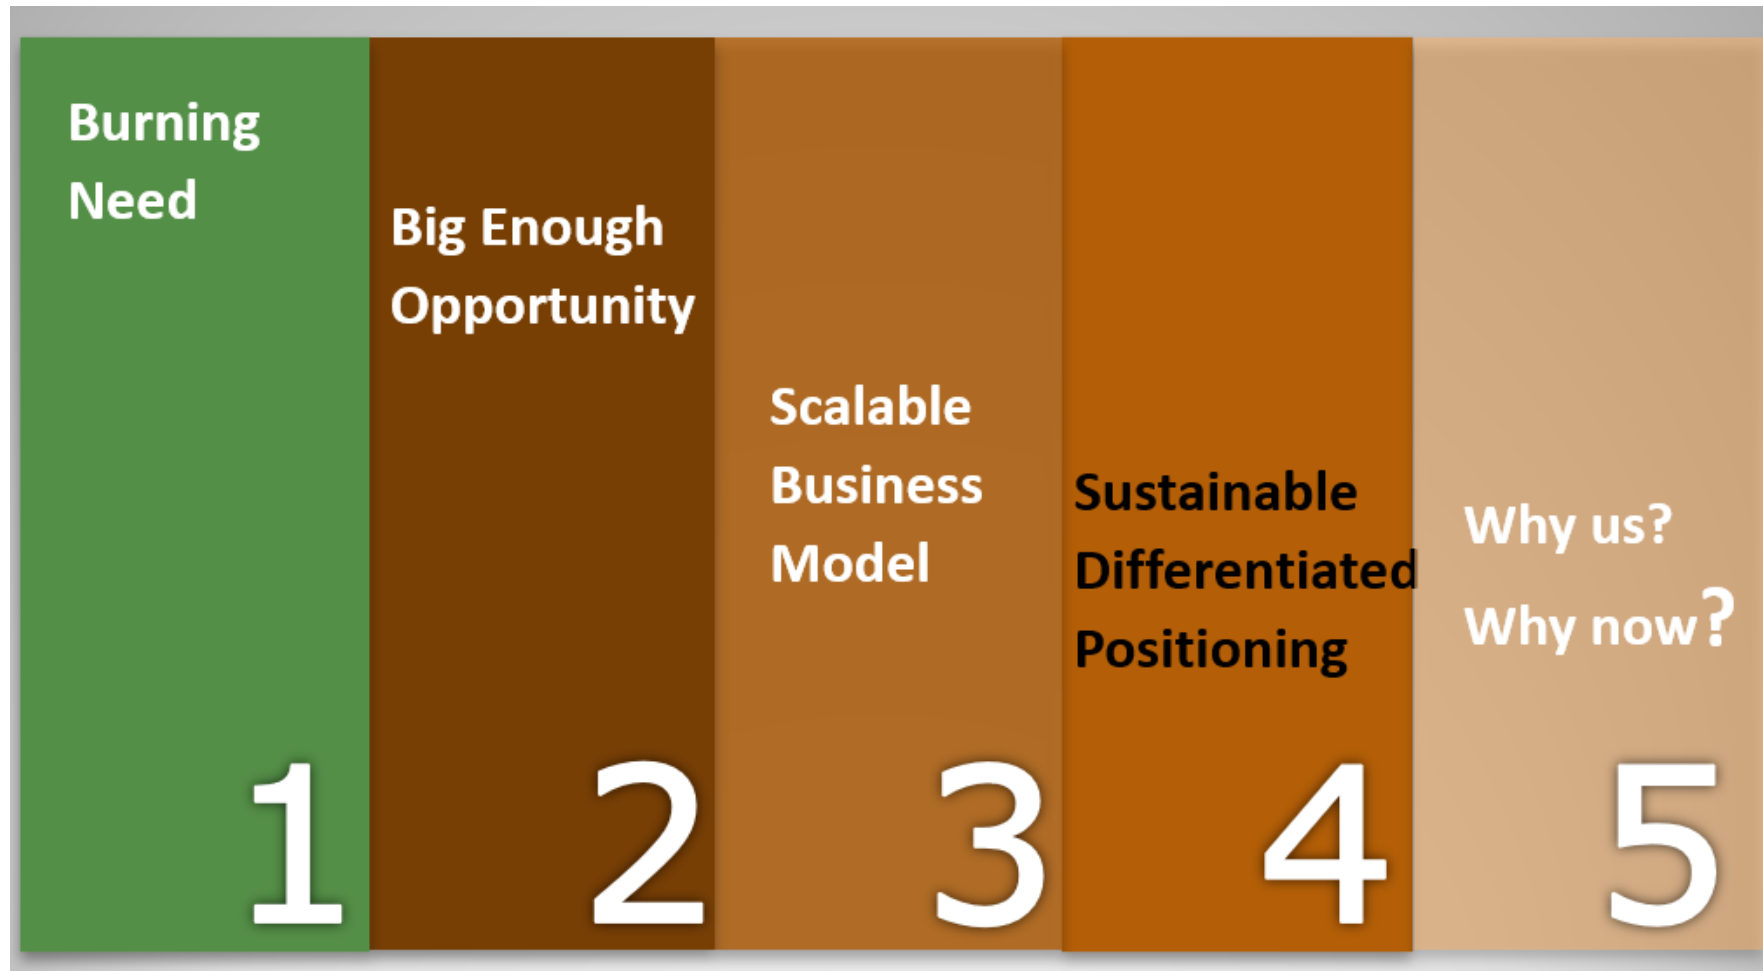 Burning
Need
1
Big Enough
Opportunity
2
Scalable
Business
Model
3
Sustainable
Differentiated
Positioning
4
Why us?
Why now?
5